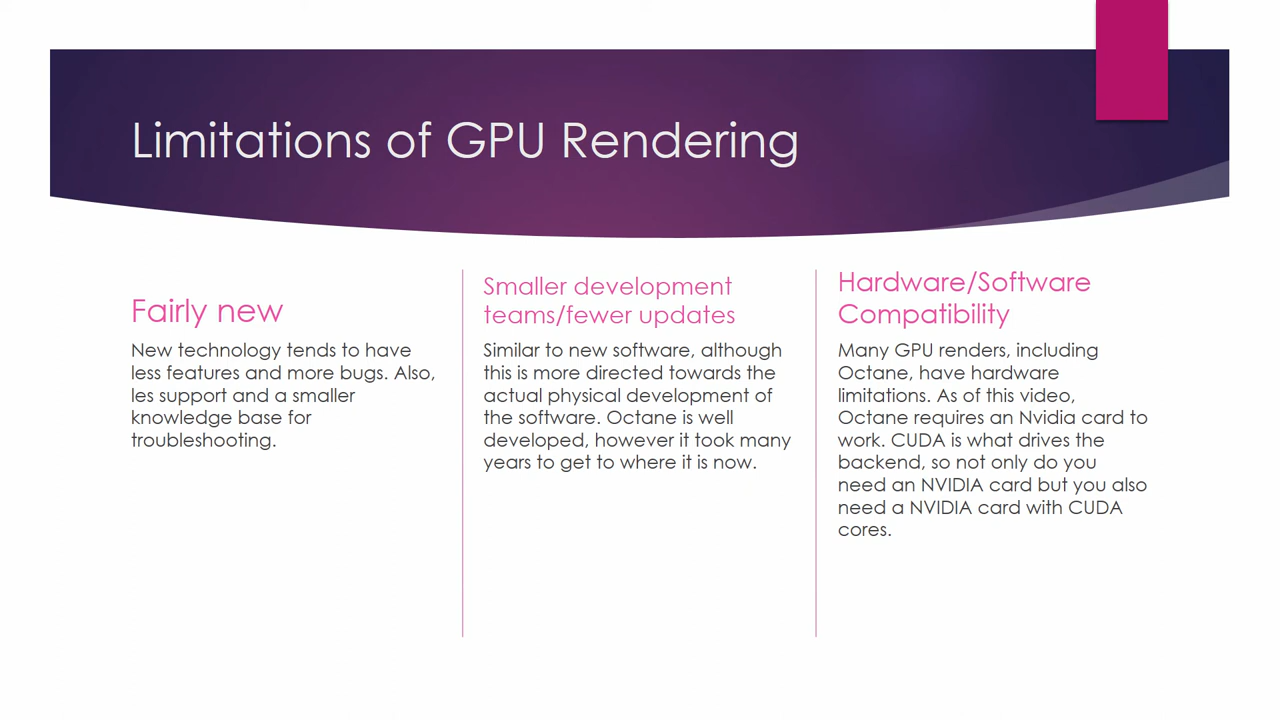 Limitations of GPU Rendering
Fairly new
New technology tends to have
less features and more bugs. Also,
les support and a smaller
knowledge base for
troubleshooting.
Smaller development
teams/fewer updates
Similar to new software, although
this is more directed towards the
actual physical development of
the software. Octane is well
developed, however it took many
years to get to where it is now.
Hardware/Software
Compatibility
Many GPU renders, including
Octane, have hardware
limitations. As of this video,
Octane requires an Nvidia card to
work. CUDA is what drives the
backend, so not only do you
need an NVIDIA card but you also
need a NVIDIA card with CUDA
cores.